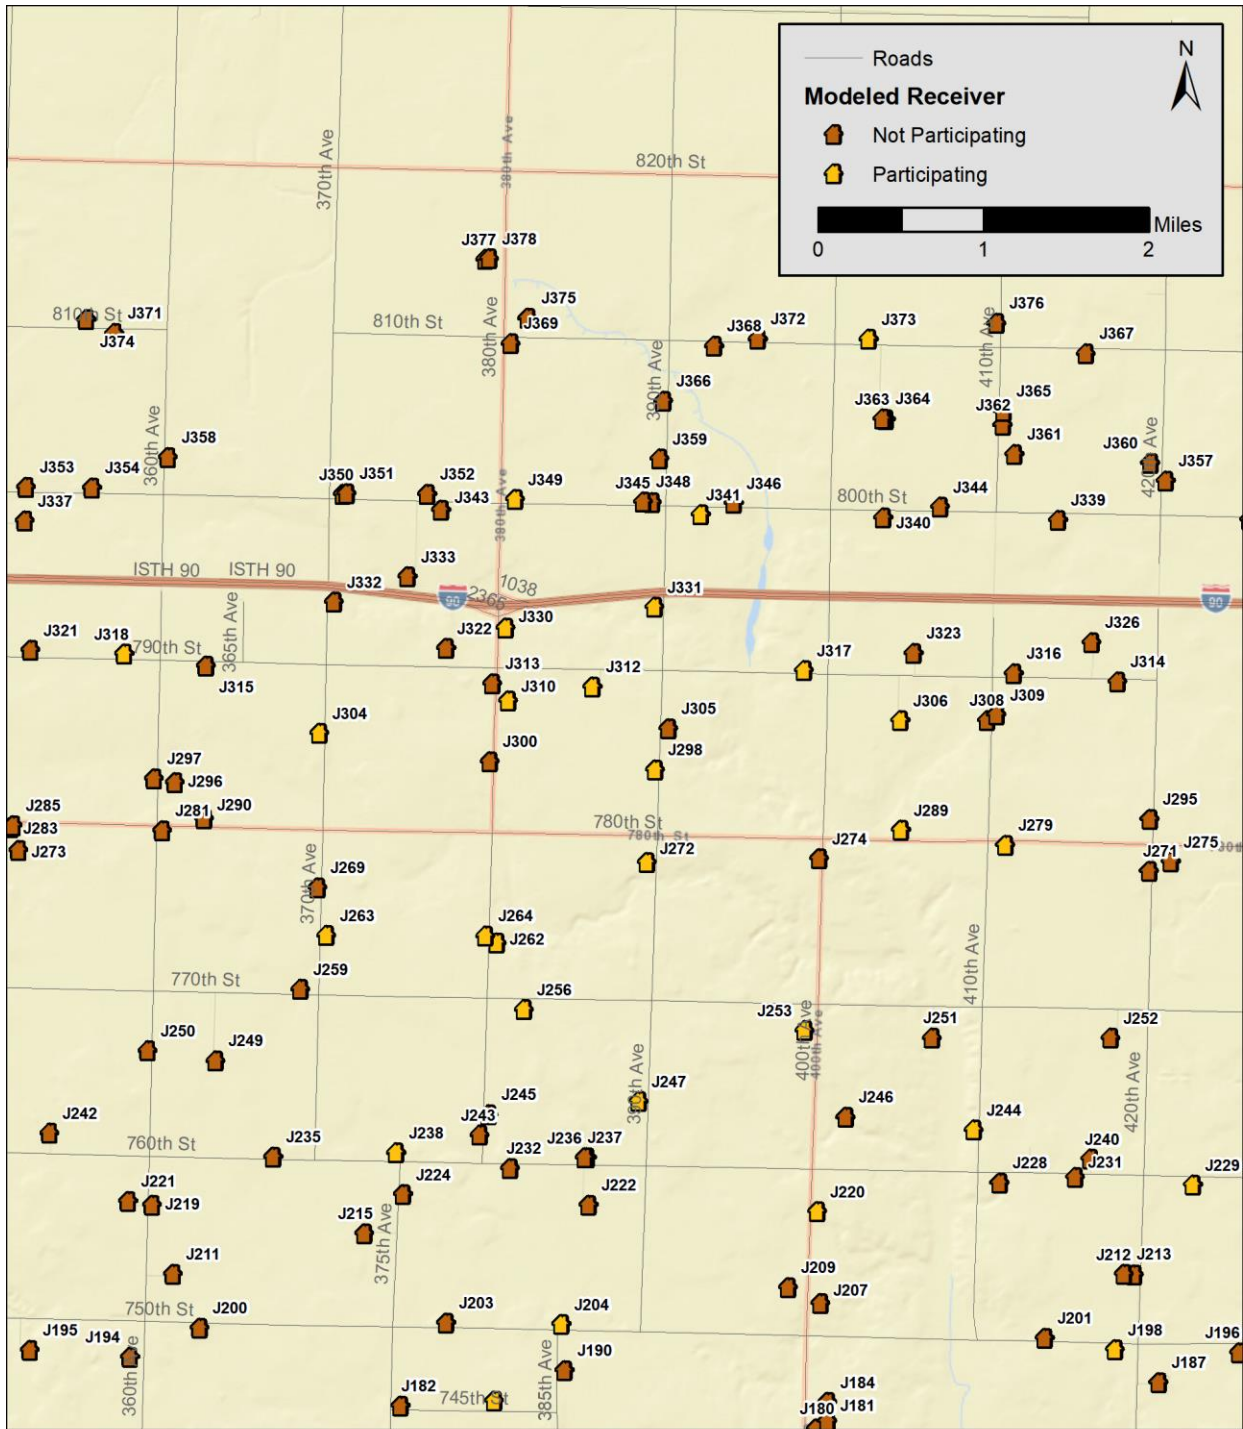 Roads
Modeled Receiver
Not Participating
Participating
N
Miles
0 1 2
370th Ave
380th Ave
820th St
J377 J378
J375
J376
810th St
J371
J374
810th St
380th Ave
J369
J368
J372
J373
410th Ave
J367
390th Ave
J366
J363 J364
J365
J362
J361
360th Ave
J358
J359
J360
420th Ave
J357
J353
J354
J350 J351
J352
J349
J345 J348
J346
J337
J343
380th Ave
J341
800th St
J344
J340
J339
ISTH 90
ISTH 90
J333
1038
2366
90
90
J332
J331
365th Ave
J330
J321
J318
790th St
J322
J323
J326
J315
J313
J312
J317
J316
J314
J310
J304
J305
J306
J308
J309
J300
J298
J297
J296
J285
J283
J281
J290
780th St
780th St
J289
J279
J295
J273
J272
J274
J271
J275
370th Ave
J269
J263
J264
J262
410th Ave
J259
770th St
J256
J253
400th Ave
400th Ave
J251
J252
J250
J249
390th Ave
J247
420th Ave
J245
J243
J246
J244
J242
760th St
J235
J238
J236 J237
J232
J240
J231
J228
J229
J221
J219
J224
J222
J220
J215
375th Ave
J211
J212 J213
J209
J207
750th St
J200
J203
J204
J201
J198
J196
J195
J194
360th Ave
J190
385th Ave
J187
J182
745th St
J184
J180 J181